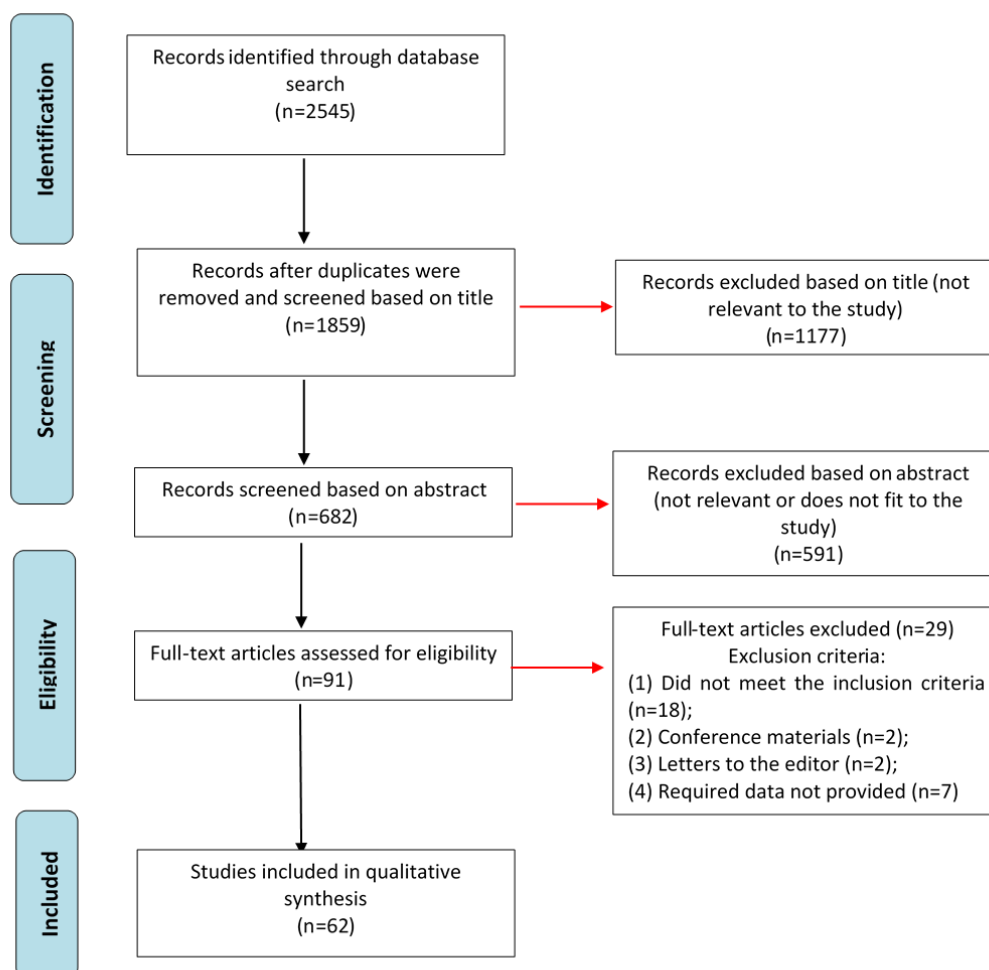 Identification
Records identified through database
search
(n=2545)
Screening
Records after duplicates were
removed and screened based on title
(n=1859)
Records excluded based on title (not
relevant to the study)
(n=1177)
Records screened based on abstract
(n=682)
Records excluded based on abstract
(not relevant or does not fit to the
study)
(n=591)
Eligibility
Full-text articles assessed for eligibility
(n=91)
Full-text articles excluded (n=29)
Exclusion criteria:
(1) Did not meet the inclusion criteria
(n=18);
(2) Conference materials (n=2);
(3) Letters to the editor (n=2);
(4) Required data not provided (n=7)
Included
Studies included in qualitative
synthesis
(n=62)